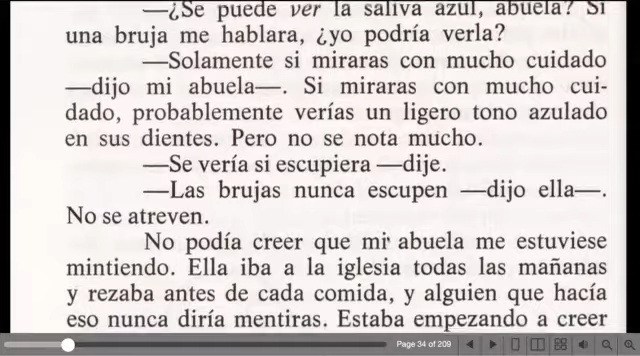 —¿Se puede ver la saliva azul, abuela? Si
una bruja me hablara, ¿yo podría verla?
—Solamente si miraras con mucho cuidado
—dijo mi abuela—. Si miraras con mucho cui-
dado, probablemente verías un ligero tono azulado
en sus dientes. Pero no se nota mucho.
—Se vería si escupiera —dije.
—Las brujas nunca escupen —dijo ella—.
No se atreven.
No podía creer que mi abuela me estuviese
mintiendo. Ella iba a la iglesia todas las mañanas
y rezaba antes de cada comida, y alguien que hacía
eso nunca diría mentiras. Estaba empezando a creer
Page 34 of 209